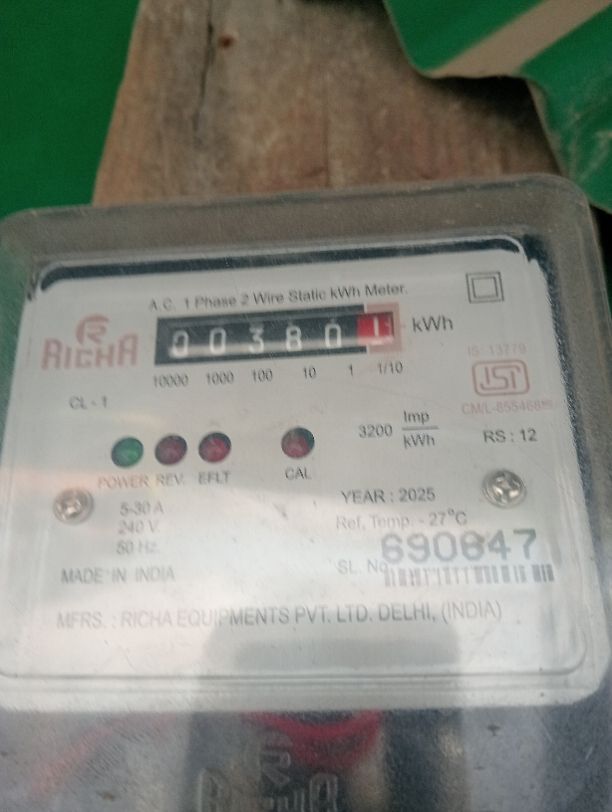 A.C. 1 Phase 2 Wire Static kWh Meter.
RICHA
0 0 3 8 0 1 kWh
10000 1000 100 10 1 1/10
IS: 13779
CL - 1
ISI
3200 Imp/kWh
RS : 12
POWER REV. EFLT CAL
5-30 A
YEAR : 2025
240 V.
Ref. Temp. - 27°C
50 Hz.
690647
MADE IN INDIA
SL. No.
MFRS. : RICHA EQUIPMENTS PVT. LTD. DELHI, (INDIA)